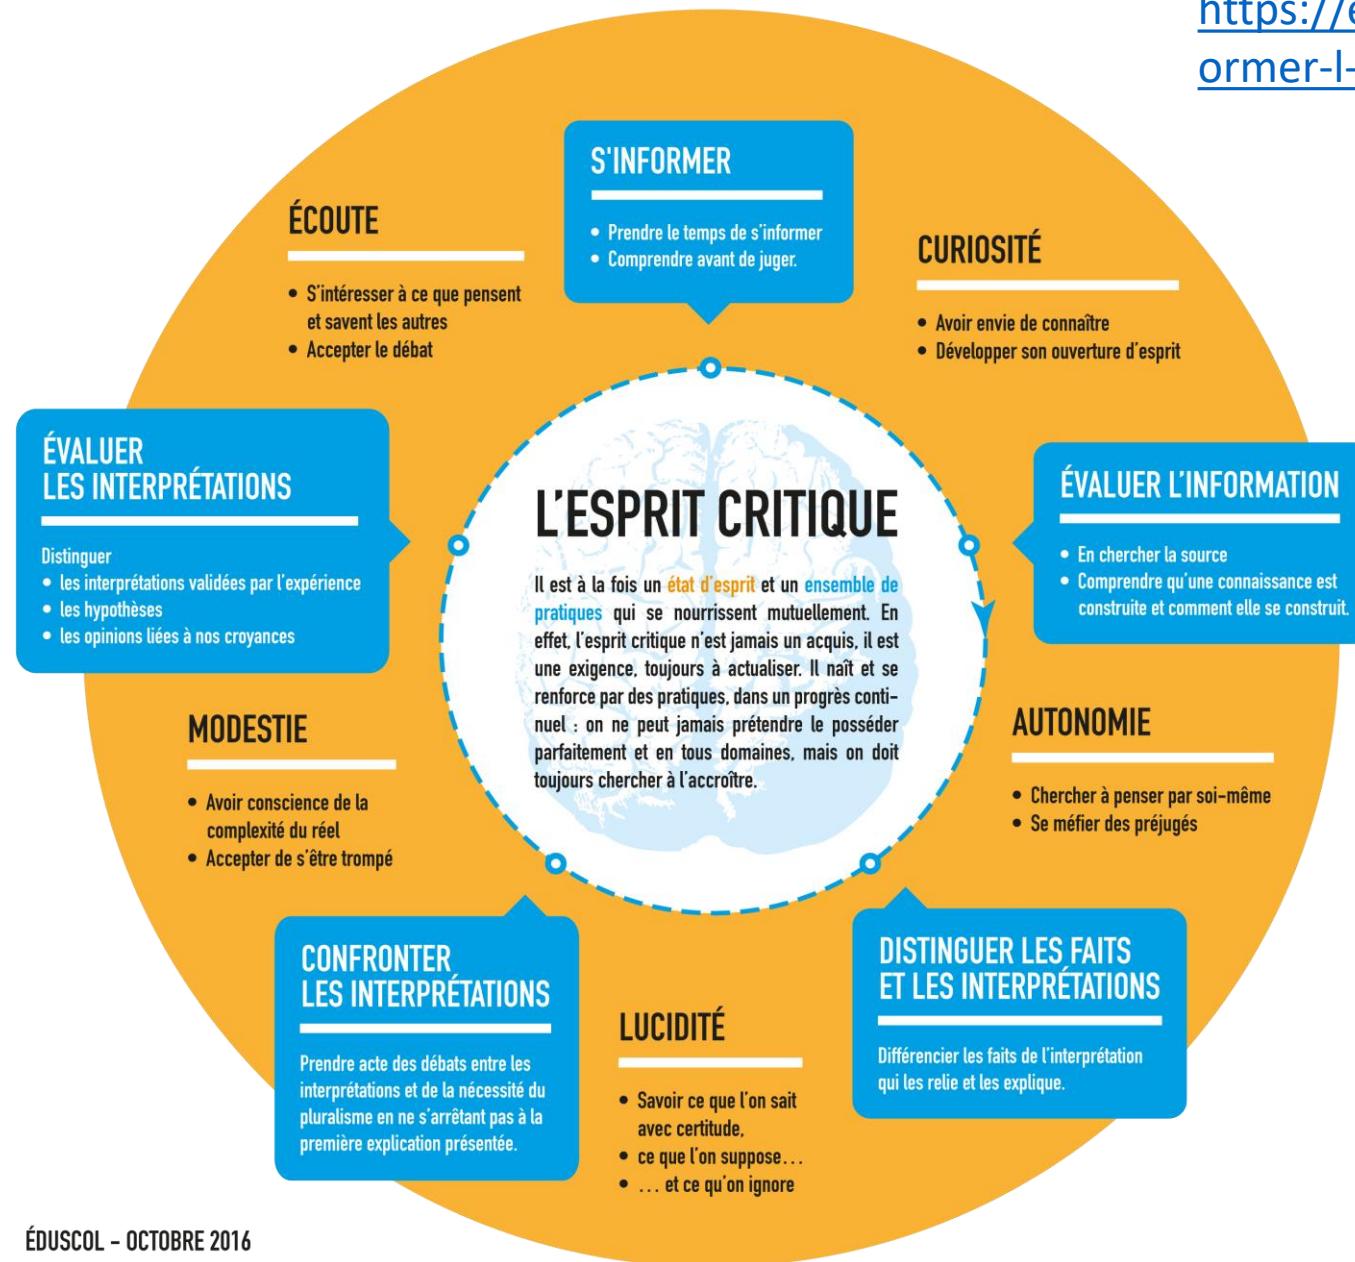 https://e
ormer-l-
S'INFORMER
• Prendre le temps de s'informer
• Comprendre avant de juger.
ÉCOUTE
• S'intéresser à ce que pensent
et savent les autres
• Accepter le débat
CURIOSITÉ
• Avoir envie de connaître
• Développer son ouverture d'esprit
ÉVALUER
LES INTERPRÉTATIONS
Distinguer
• les interprétations validées par l'expérience
• les hypothèses
• les opinions liées à nos croyances
L'ESPRIT CRITIQUE
Il est à la fois un état d'esprit et un ensemble de
pratiques qui se nourrissent mutuellement. En
effet, l'esprit critique n'est jamais un acquis, il est
une exigence, toujours à actualiser. Il naît et se
renforce par des pratiques, dans un progrès conti-
nuel : on ne peut jamais prétendre le posséder
parfaitement et en tous domaines, mais on doit
toujours chercher à l'accroître.
ÉVALUER L'INFORMATION
• En chercher la source
• Comprendre qu'une connaissance est
construite et comment elle se construit.
MODESTIE
• Avoir conscience de la
complexité du réel
• Accepter de s'être trompé
AUTONOMIE
• Chercher à penser par soi-même
• Se méfier des préjugés
CONFRONTER
LES INTERPRÉTATIONS
Prendre acte des débats entre les
interprétations et de la nécessité du
pluralisme en ne s'arrêtant pas à la
première explication présentée.
LUCIDITÉ
• Savoir ce que l'on sait
avec certitude,
• ce que l'on suppose...
• ... et ce qu'on ignore
DISTINGUER LES FAITS
ET LES INTERPRÉTATIONS
Différencier les faits de l'interprétation
qui les relie et les explique.
ÉDUSCOL – OCTOBRE 2016